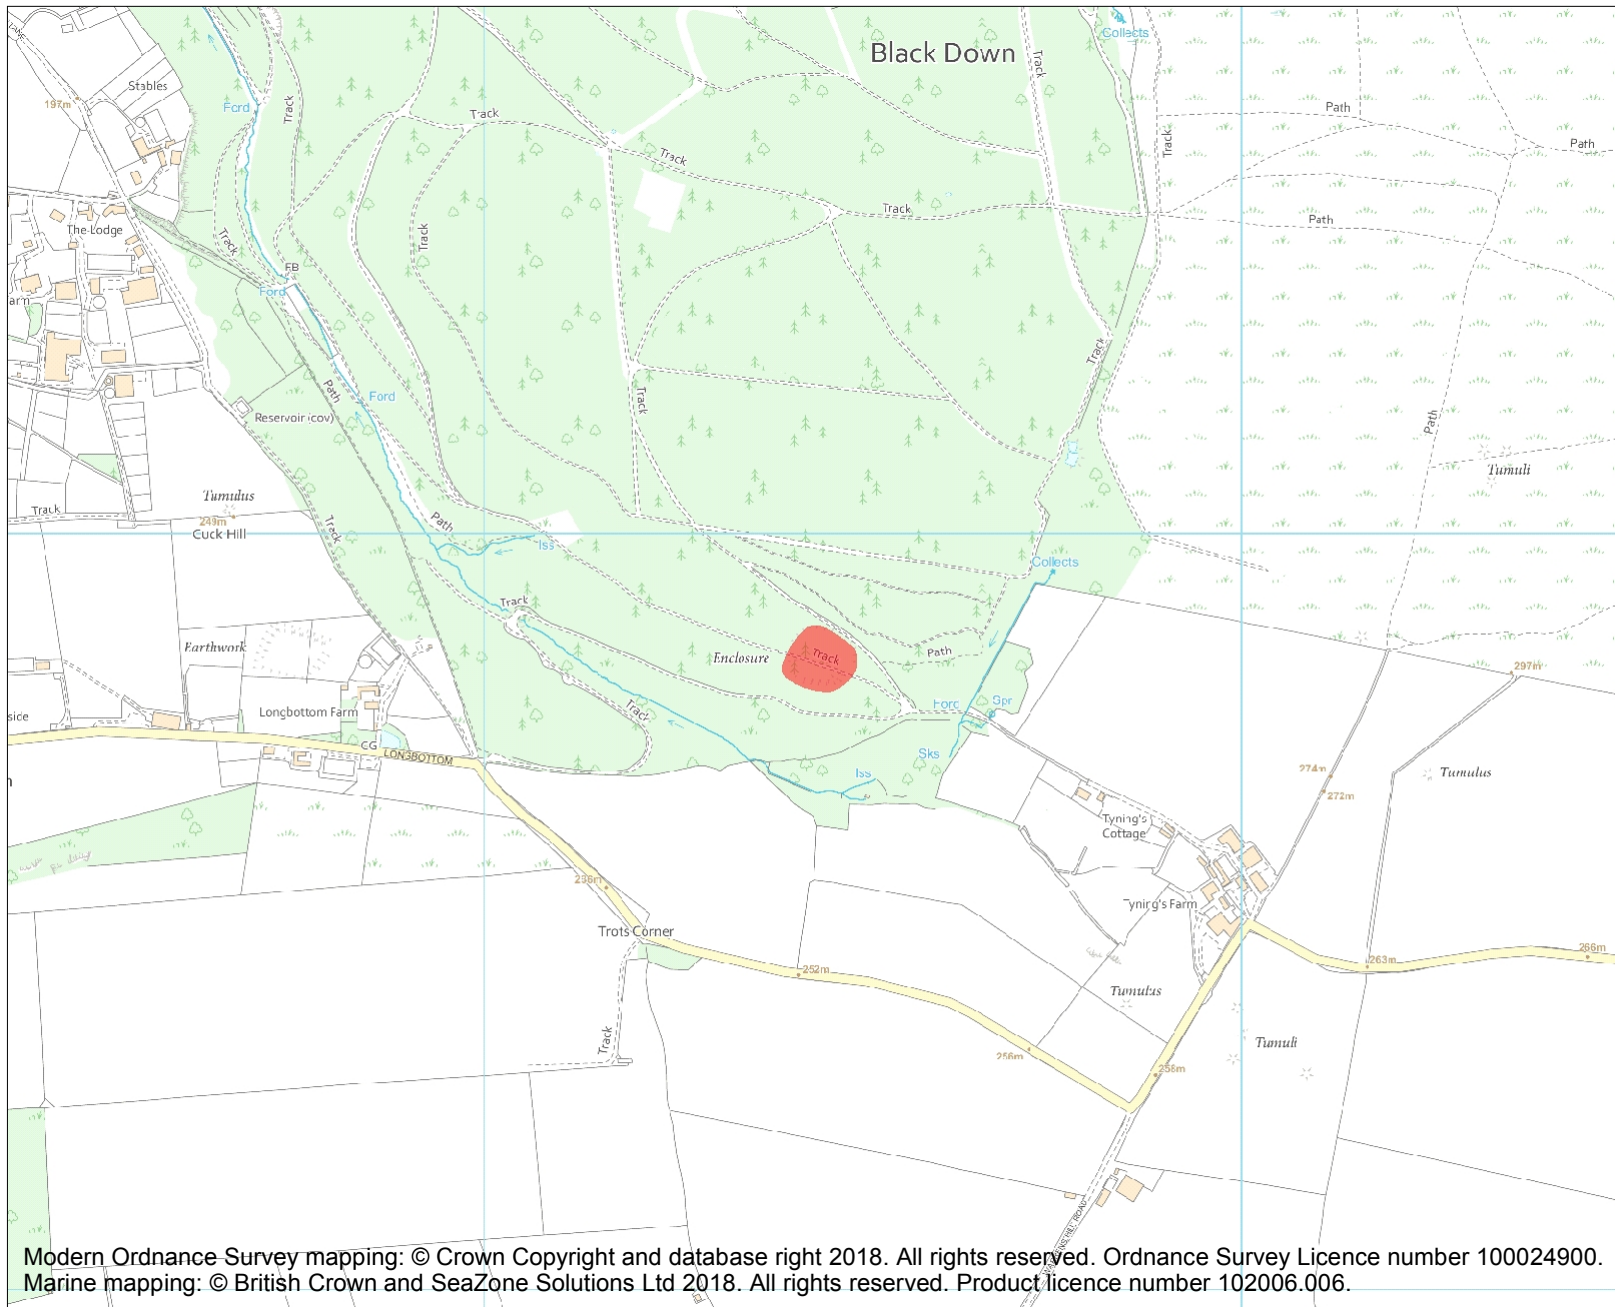 Black Down
Collects
Track
Stables
197m
Ford
Track
Track
Track
Path
Track
Path
Track
The Lodge
Track
Track
Track
Path
FB
Ford
Track
Path
Ford
Track
Path
Reservoir (cov)
Tumuli
Tumulus
Track
249m
Cuck Hill
Track
Path
Iss
Collects
Track
Earthwork
Enclosure
Track
Path
297m
Longbottom Farm
Track
Ford
Spr
side
CG
LONGBOTTOM
Sks
Iss
274m
272m
Tumulus
Tyning's
Cottage
236m
Tyning's Farm
Trots Corner
252m
263m
266m
Tumulus
Track
256m
Tumuli
258m
HILL ROAD
Modern Ordnance Survey mapping: © Crown Copyright and database right 2018. All rights reserved. Ordnance Survey Licence number 100024900.
Marine mapping: © British Crown and SeaZone Solutions Ltd 2018. All rights reserved. Product licence number 102006.006.